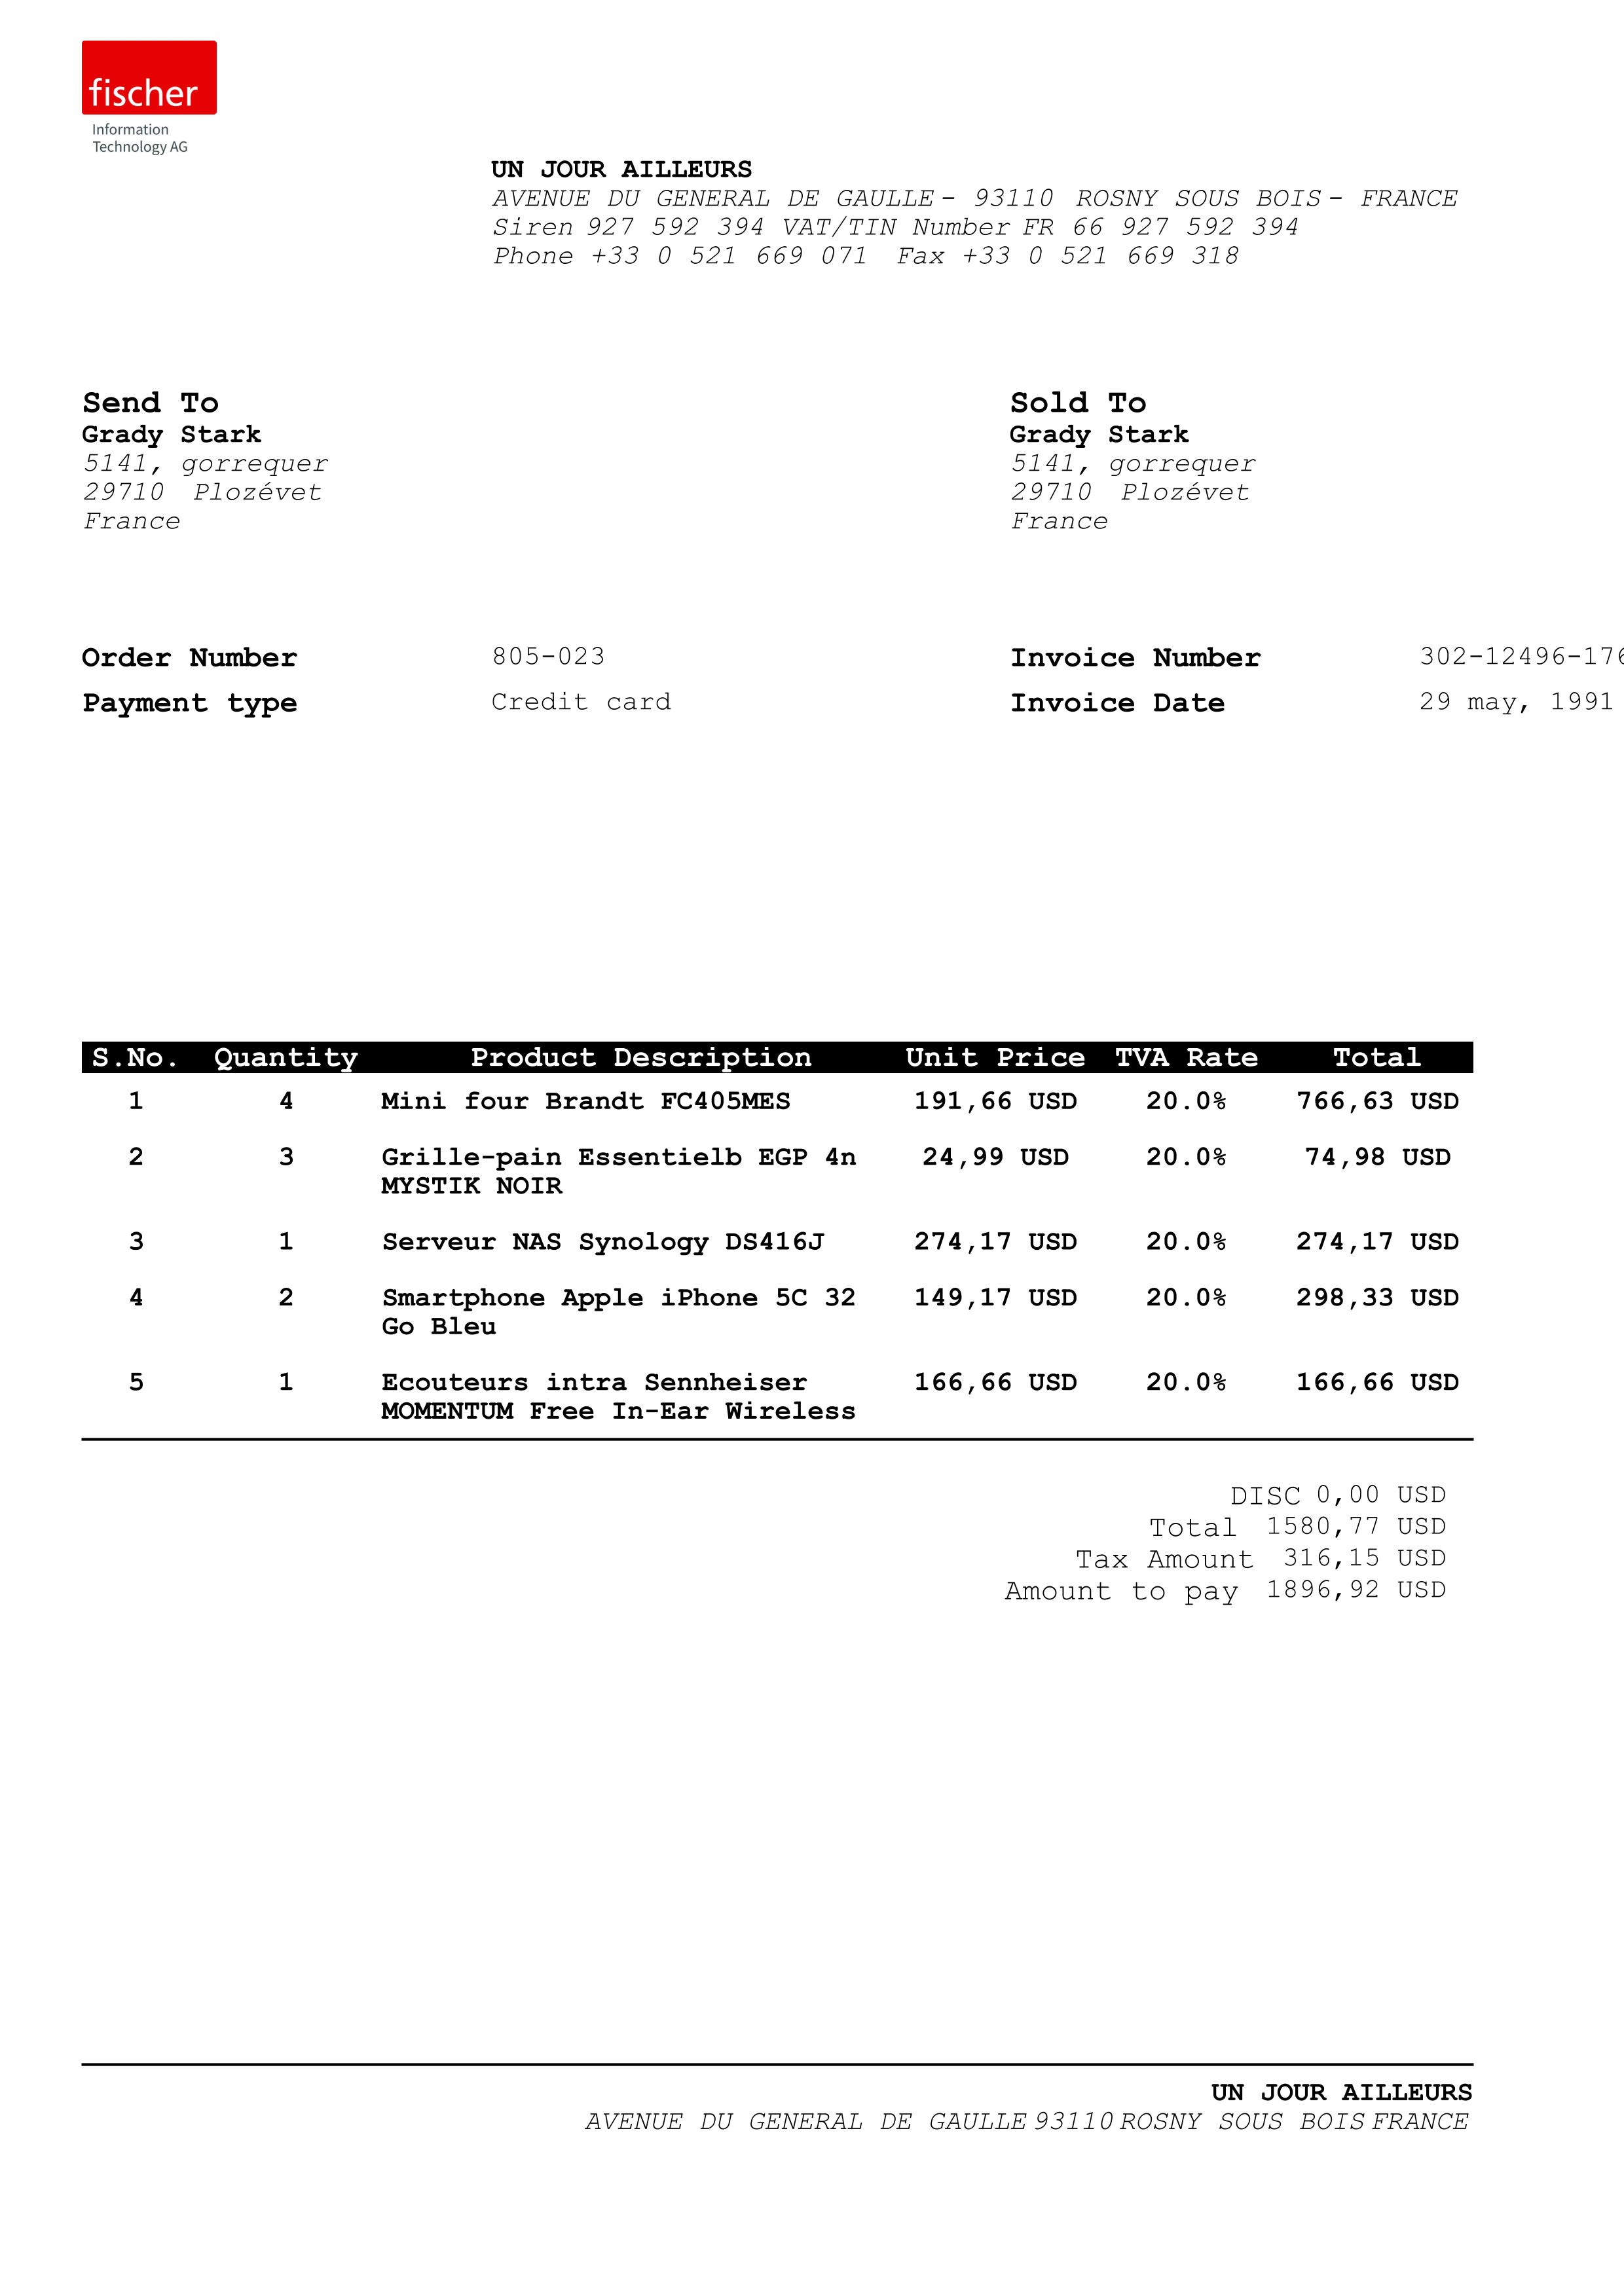 fischer
Information
Technology AG
UN JOUR AILLEURS
AVENUE DU GENERAL DE GAULLE - 93110 ROSNY SOUS BOIS - FRANCE
Siren 927 592 394 VAT/TIN Number FR 66 927 592 394
Phone +33 0 521 669 071 Fax +33 0 521 669 318
Send To
Grady Stark
5141, gorrequer
29710 Plozévet
France
Sold To
Grady Stark
5141, gorrequer
29710 Plozévet
France
Order Number 805-023
Payment type Credit card
Invoice Number 302-12496-176
Invoice Date 29 may, 1991
S.No. Quantity Product Description Unit Price TVA Rate Total
1 4 Mini four Brandt FC405MES 191,66 USD 20.0% 766,63 USD
2 3 Grille-pain Essentielb EGP 4n 24,99 USD 20.0% 74,98 USD
MYSTIK NOIR
3 1 Serveur NAS Synology DS416J 274,17 USD 20.0% 274,17 USD
4 2 Smartphone Apple iPhone 5C 32 149,17 USD 20.0% 298,33 USD
Go Bleu
5 1 Ecouteurs intra Sennheiser 166,66 USD 20.0% 166,66 USD
MOMENTUM Free In-Ear Wireless
DISC 0,00 USD
Total 1580,77 USD
Tax Amount 316,15 USD
Amount to pay 1896,92 USD
UN JOUR AILLEURS
AVENUE DU GENERAL DE GAULLE 93110 ROSNY SOUS BOIS FRANCE